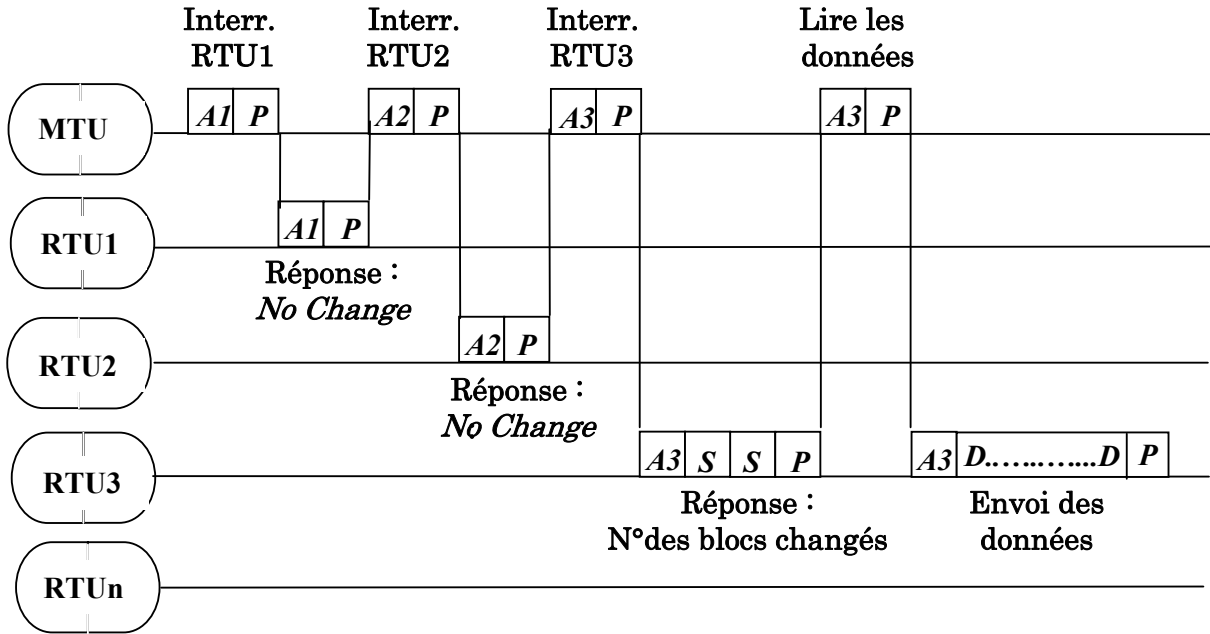 Interr.
RTU1
Interr.
RTU2
Interr.
RTU3
Lire les
données
MTU
A1 P
A2 P
A3 P
A3 P
RTU1
A1 P
Réponse :
No Change
RTU2
A2 P
Réponse :
No Change
RTU3
A3 S S P
A3 D..............D P
Réponse :
N°des blocs changés
Envoi des
données
RTUn